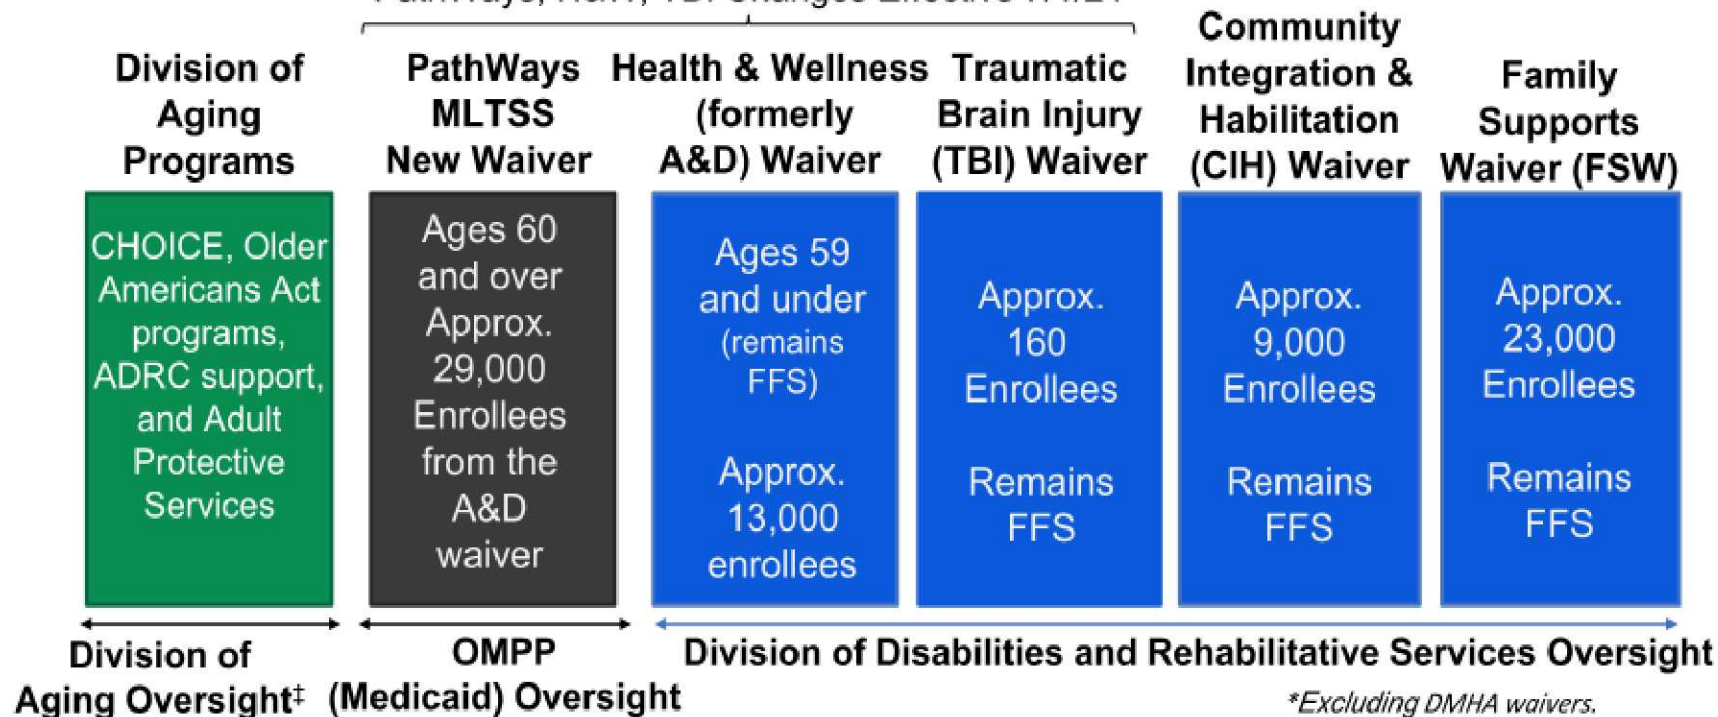 Division of
Aging
Programs
CHOICE, Older
Americans Act
programs,
ADRC support,
and Adult
Protective
Services
Division of
Aging Oversight‡
PathWays
MLTSS
New Waiver
Ages 60
and over
Approx.
29,000
Enrollees
from the
A&D
waiver
OMPP
(Medicaid) Oversight
Health & Wellness
(formerly
A&D) Waiver
Ages 59
and under
(remains
FFS)
Approx.
13,000
enrollees
Traumatic
Brain Injury
(TBI) Waiver
Approx.
160
Enrollees
Remains
FFS
Community
Integration &
Habilitation
(CIH) Waiver
Approx.
9,000
Enrollees
Remains
FFS
Family
Supports
Waiver (FSW)
Approx.
23,000
Enrollees
Remains
FFS
Division of Disabilities and Rehabilitative Services Oversight
*Excluding DMHA waivers.